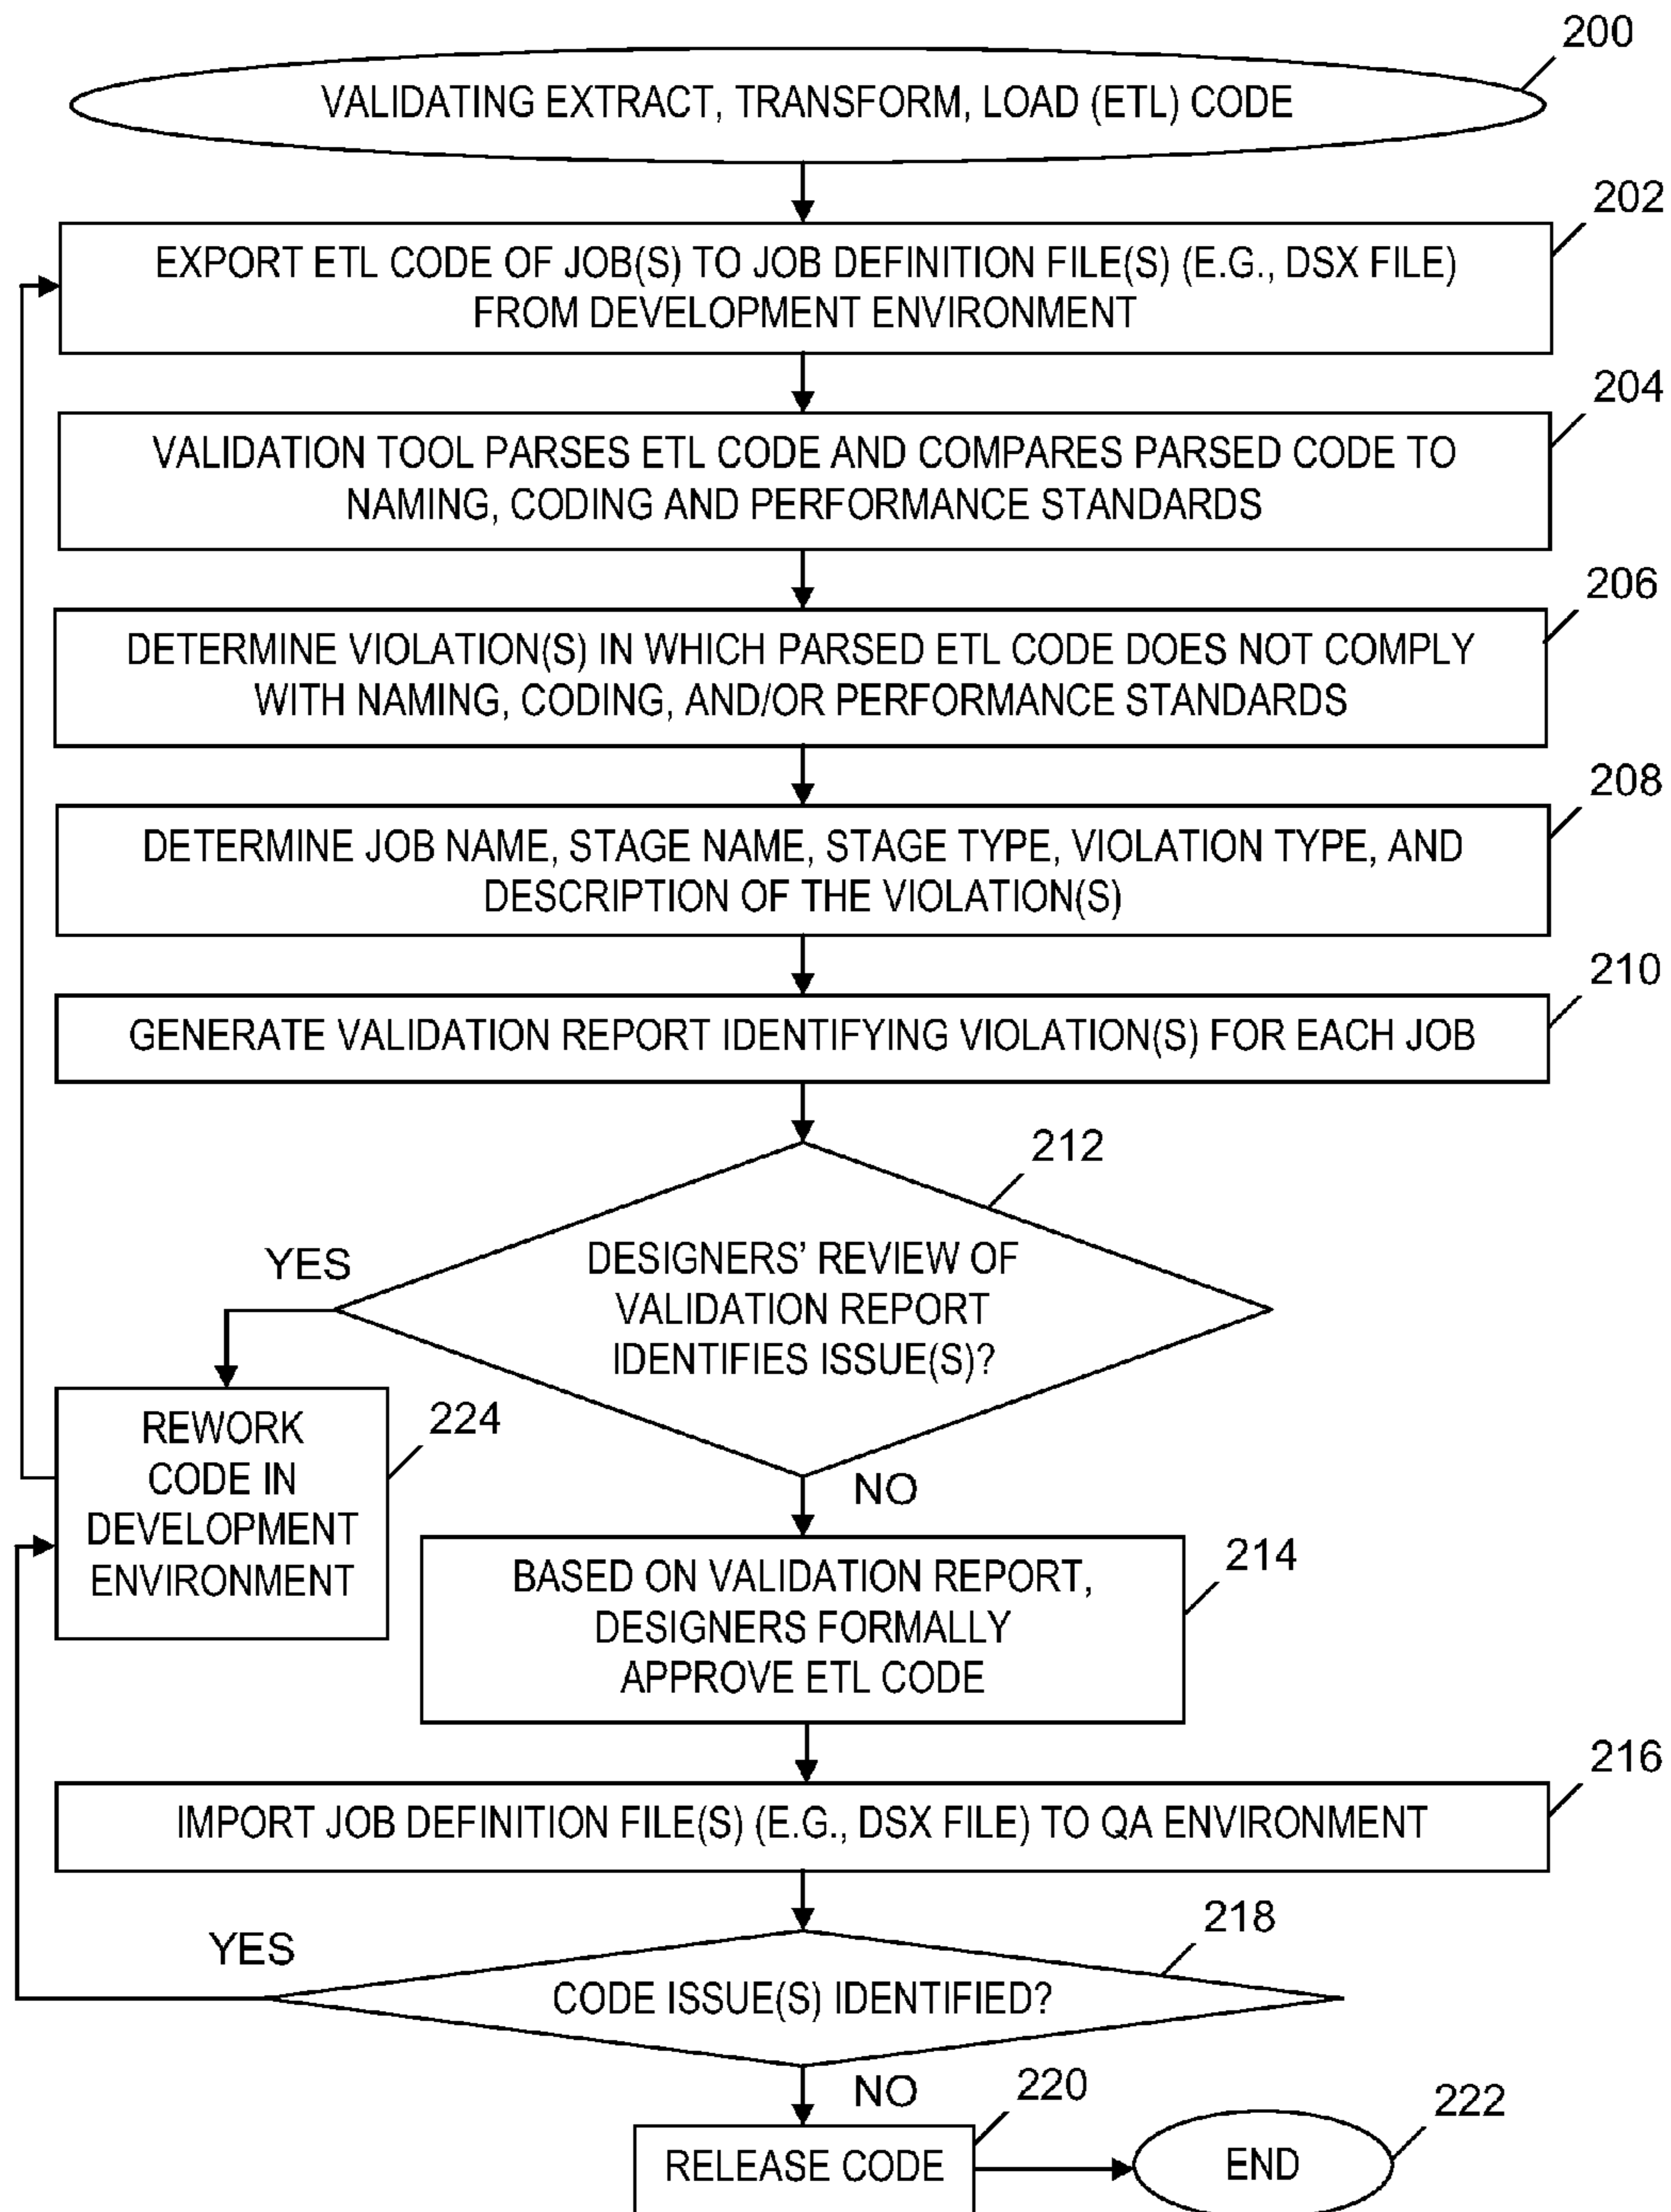 200
VALIDATING EXTRACT, TRANSFORM, LOAD (ETL) CODE
202
EXPORT ETL CODE OF JOB(S) TO JOB DEFINITION FILE(S) (E.G., DSX FILE)
FROM DEVELOPMENT ENVIRONMENT
204
VALIDATION TOOL PARSES ETL CODE AND COMPARES PARSED CODE TO
NAMING, CODING AND PERFORMANCE STANDARDS
206
DETERMINE VIOLATION(S) IN WHICH PARSED ETL CODE DOES NOT COMPLY
WITH NAMING, CODING, AND/OR PERFORMANCE STANDARDS
208
DETERMINE JOB NAME, STAGE NAME, STAGE TYPE, VIOLATION TYPE, AND
DESCRIPTION OF THE VIOLATION(S)
210
GENERATE VALIDATION REPORT IDENTIFYING VIOLATION(S) FOR EACH JOB
212
YES
DESIGNERS’ REVIEW OF
VALIDATION REPORT
IDENTIFIES ISSUE(S)?
224
REWORK
CODE IN
DEVELOPMENT
ENVIRONMENT
NO
214
BASED ON VALIDATION REPORT,
DESIGNERS FORMALLY
APPROVE ETL CODE
216
IMPORT JOB DEFINITION FILE(S) (E.G., DSX FILE) TO QA ENVIRONMENT
218
YES
CODE ISSUE(S) IDENTIFIED?
NO
220
222
RELEASE CODE
END